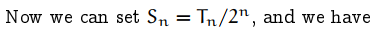 Now we can set Sₙ = Tₙ/2ⁿ, and we have